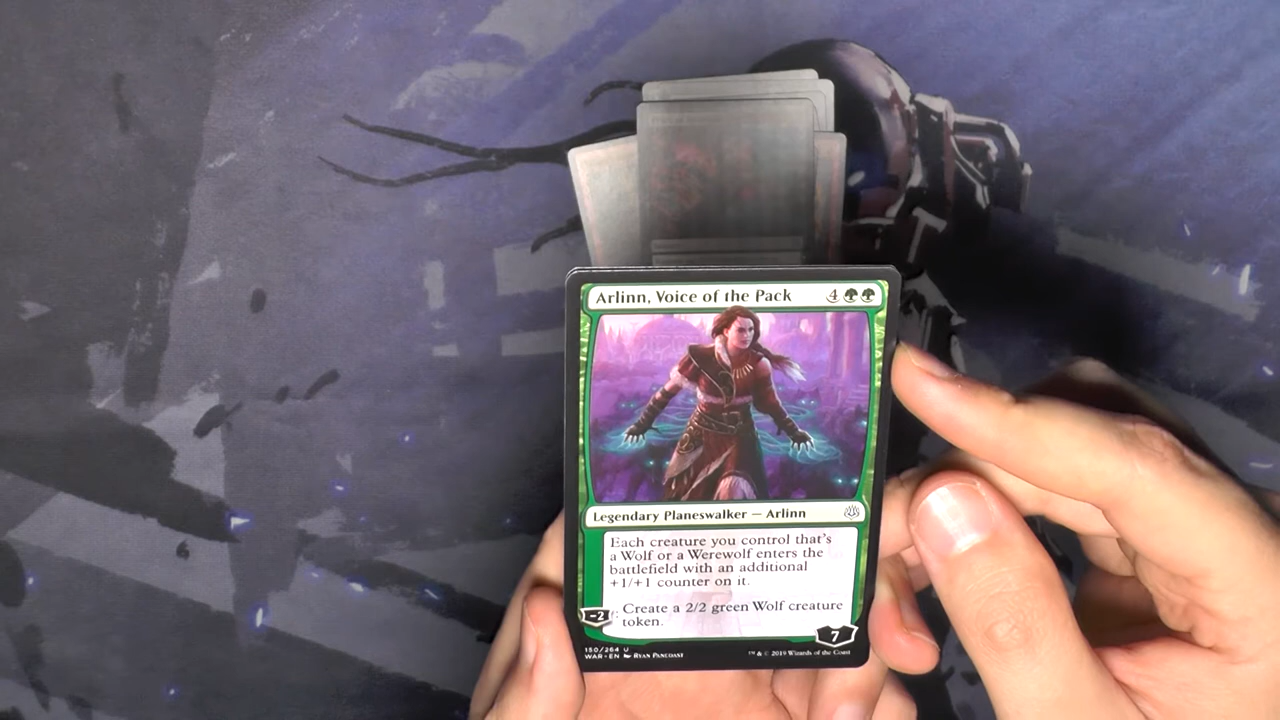 Arlinn, Voice of the Pack 4
Legendary Planeswalker — Arlinn
Each creature you control that's
a Wolf or a Werewolf enters the
battlefield with an additional
+1/+1 counter on it.
-2 : Create a 2/2 green Wolf creature
token.
7
150/264 U
WAR • EN Ryan Pancoast
™ & © 2019 Wizards of the Coast